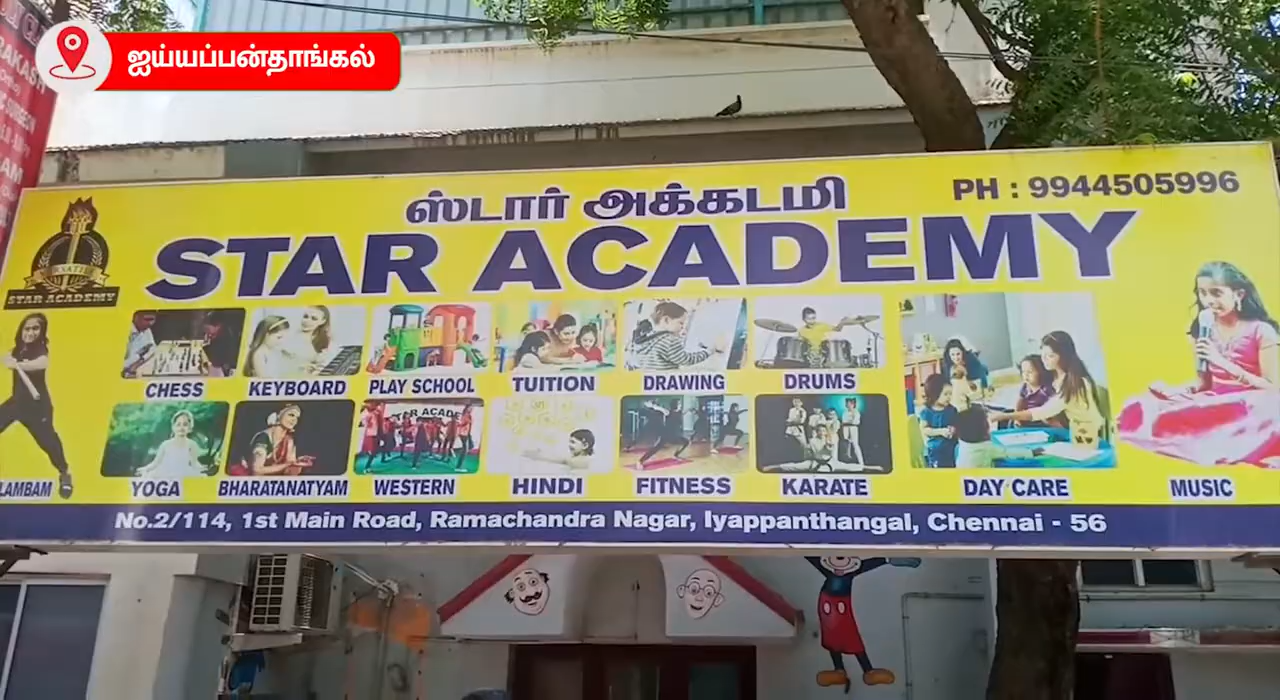 ஐய்யப்பன்தாங்கல்
ஸ்டார் அக்கடமி
PH : 9944505996
STAR ACADEMY
STAR ACADEMY
CHESS
KEYBOARD
PLAY SCHOOL
TUITION
DRAWING
DRUMS
STAR ACADE
LAMBAM
YOGA
BHARATANATYAM
WESTERN
HINDI
FITNESS
KARATE
DAY CARE
MUSIC
No.2/114, 1st Main Road, Ramachandra Nagar, Iyappanthangal, Chennai - 56